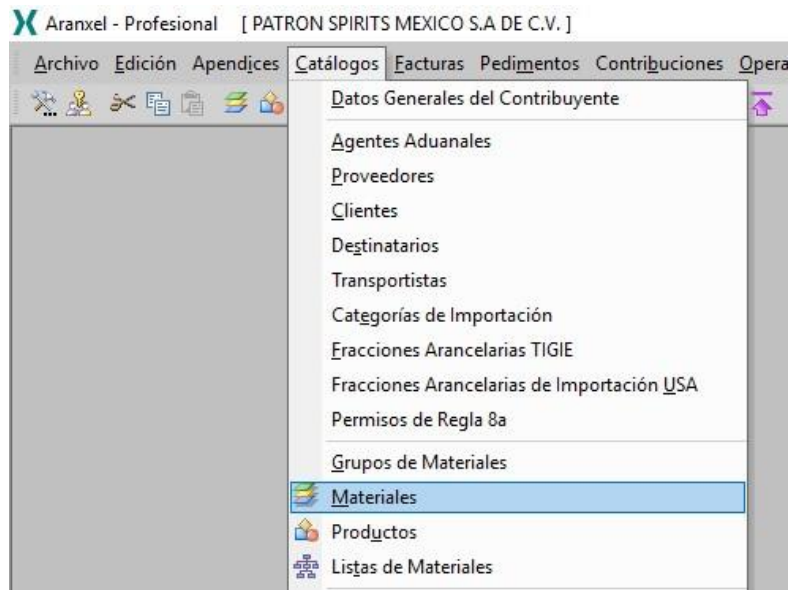 Aranxel - Profesional [ PATRON SPIRITS MEXICO S.A DE C.V. ]
Archivo Edición Apendices Catálogos Facturas Pedimentos Contribuciones Opera
Datos Generales del Contribuyente
Agentes Aduanales
Proveedores
Clientes
Destinatarios
Transportistas
Categorías de Importación
Fracciones Arancelarias TIGIE
Fracciones Arancelarias de Importación USA
Permisos de Regla 8a
Grupos de Materiales
Materiales
Productos
Listas de Materiales